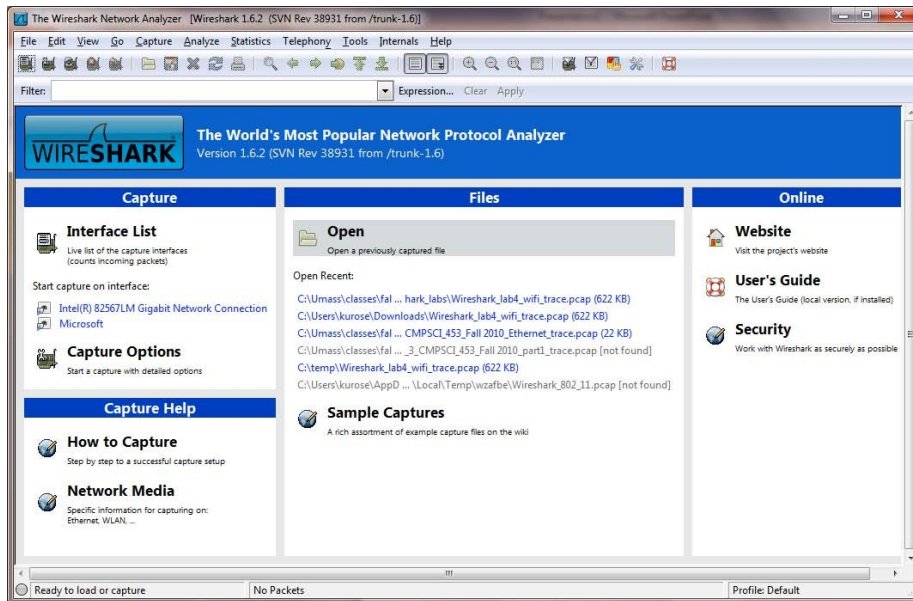 The Wireshark Network Analyzer [Wireshark 1.6.2 (SVN Rev 38931 from /trunk-1.6)]
File Edit View Go Capture Analyze Statistics Telephony Tools Internals Help
Filter:
Expression... Clear Apply
WIRESHARK
The World's Most Popular Network Protocol Analyzer
Version 1.6.2 (SVN Rev 38931 from /trunk-1.6)
Capture
Interface List
Live list of the capture interfaces
(counts incoming packets)
Start capture on interface:
Intel(R) 82567LM Gigabit Network Connection
Microsoft
Capture Options
Start a capture with detailed options
Capture Help
How to Capture
Step by step to a successful capture setup
Network Media
Specific information for capturing on:
Ethernet, WLAN, ...
Files
Open
Open a previously captured file
Open Recent:
C:\Umass\classes\fal ... hark_labs\Wireshark_lab4_wifi_trace.pcap (622 KB)
C:\Users\kurose\Downloads\Wireshark_lab4_wifi_trace.pcap (622 KB)
C:\Umass\classes\fal ... CMPSCI_453_Fall 2010_Ethernet_trace.pcap (22 KB)
C:\Umass\classes\fal ... _3_CMPSCI_453_Fall 2010_part1_trace.pcap [not found]
C:\temp\Wireshark_lab4_wifi_trace.pcap (622 KB)
C:\Users\kurose\AppD ... \Local\Temp\wzafbe\Wireshark_802_11.pcap [not found]
Sample Captures
A rich assortment of example capture files on the wiki
Online
Website
Visit the project's website
User's Guide
The User's Guide (local version, if installed)
Security
Work with Wireshark as securely as possible
Ready to load or capture
No Packets
Profile: Default